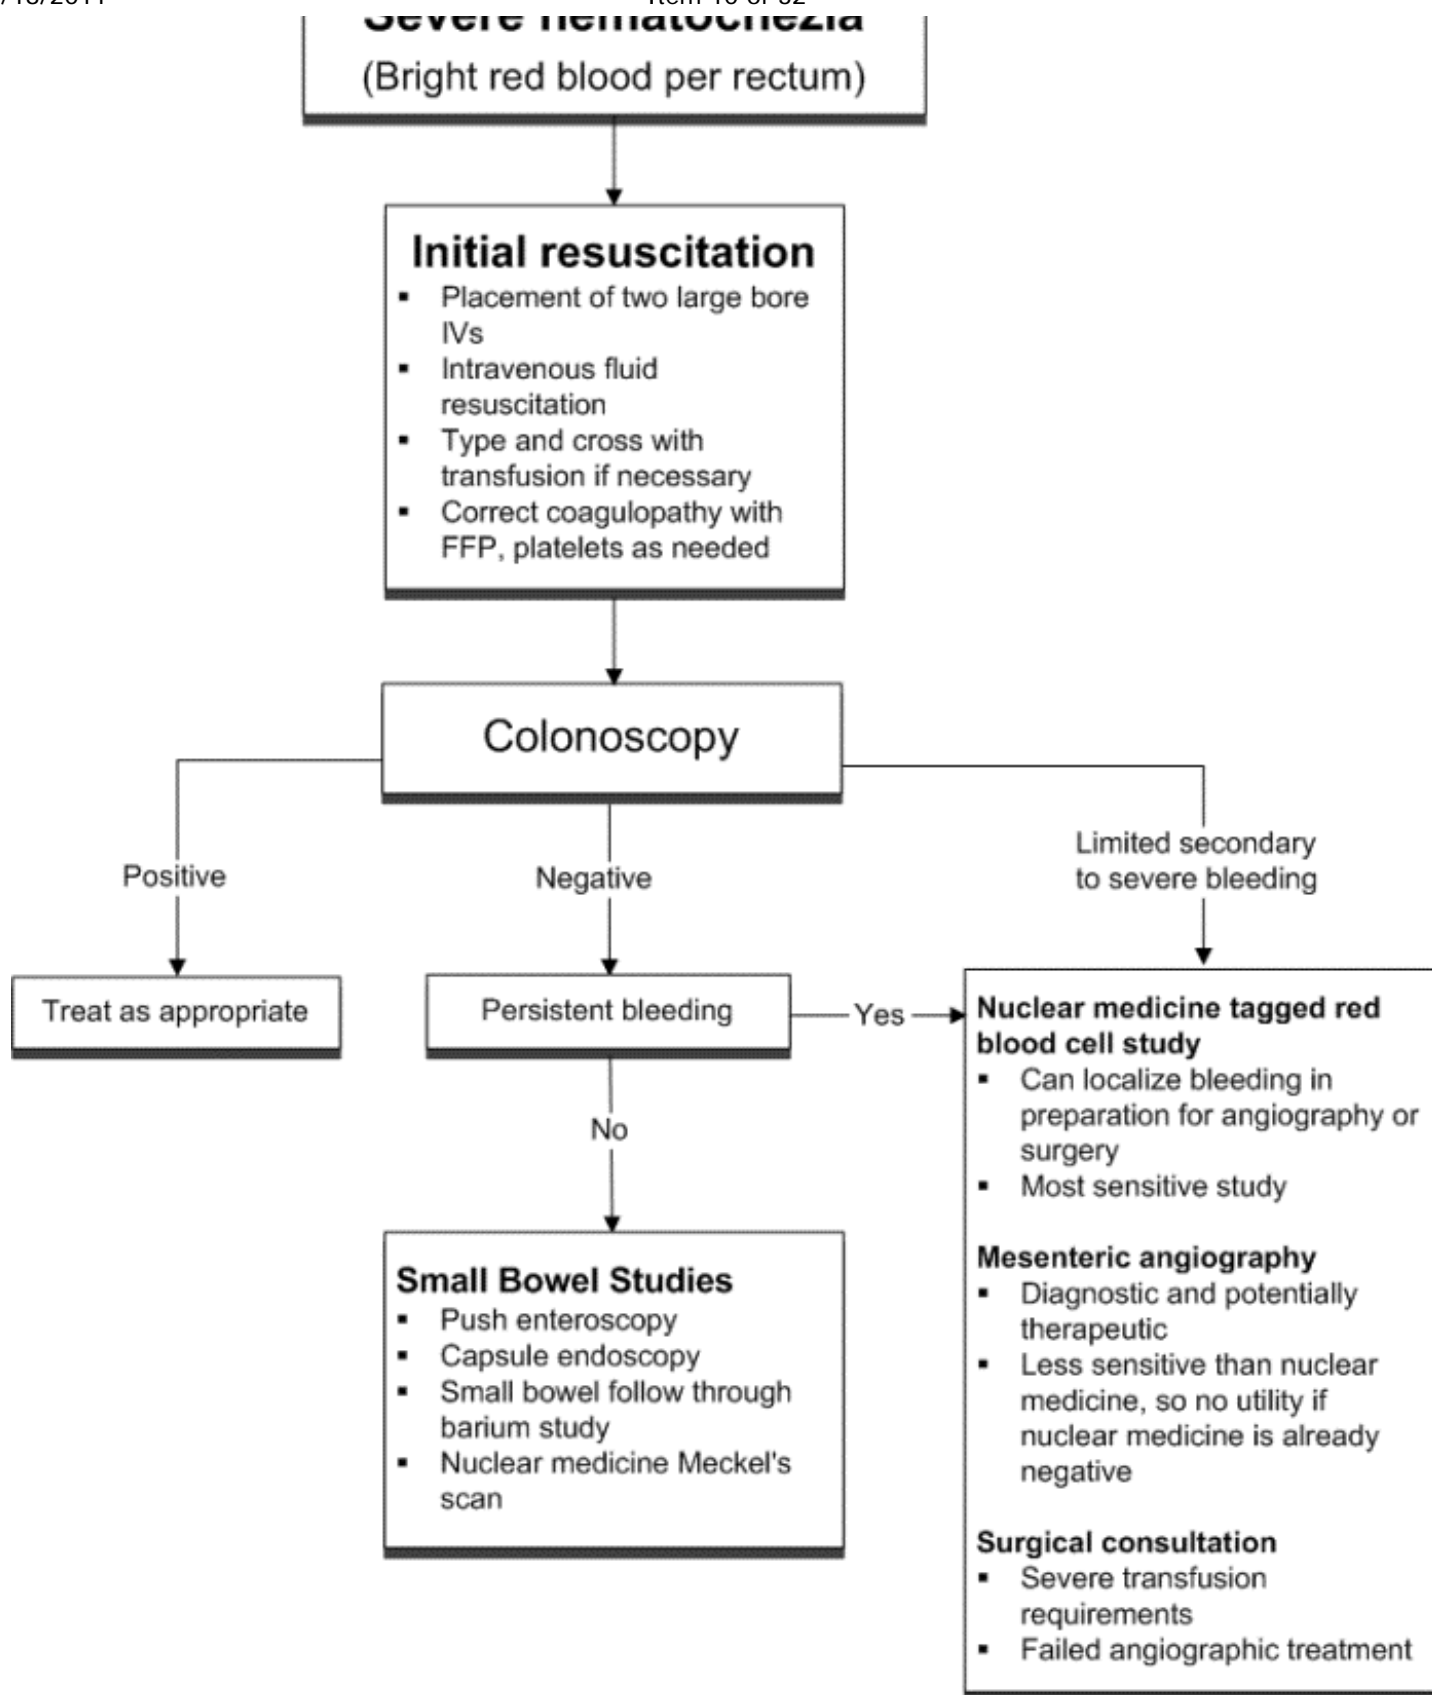 Severe hematochezia
(Bright red blood per rectum)
Initial resuscitation
▪ Placement of two large bore
IVs
▪ Intravenous fluid
resuscitation
▪ Type and cross with
transfusion if necessary
▪ Correct coagulopathy with
FFP, platelets as needed
Colonoscopy
Positive
Negative
Limited secondary
to severe bleeding
Treat as appropriate
Persistent bleeding
Yes
No
Small Bowel Studies
▪ Push enteroscopy
▪ Capsule endoscopy
▪ Small bowel follow through
barium study
▪ Nuclear medicine Meckel's
scan
Nuclear medicine tagged red
blood cell study
▪ Can localize bleeding in
preparation for angiography or
surgery
▪ Most sensitive study
Mesenteric angiography
▪ Diagnostic and potentially
therapeutic
▪ Less sensitive than nuclear
medicine, so no utility if
nuclear medicine is already
negative
Surgical consultation
▪ Severe transfusion
requirements
▪ Failed angiographic treatment